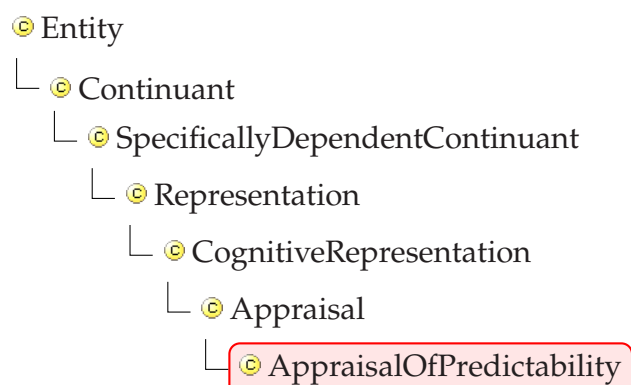 Entity
Continuant
SpecificallyDependentContinuant
Representation
CognitiveRepresentation
Appraisal
AppraisalOfPredictability